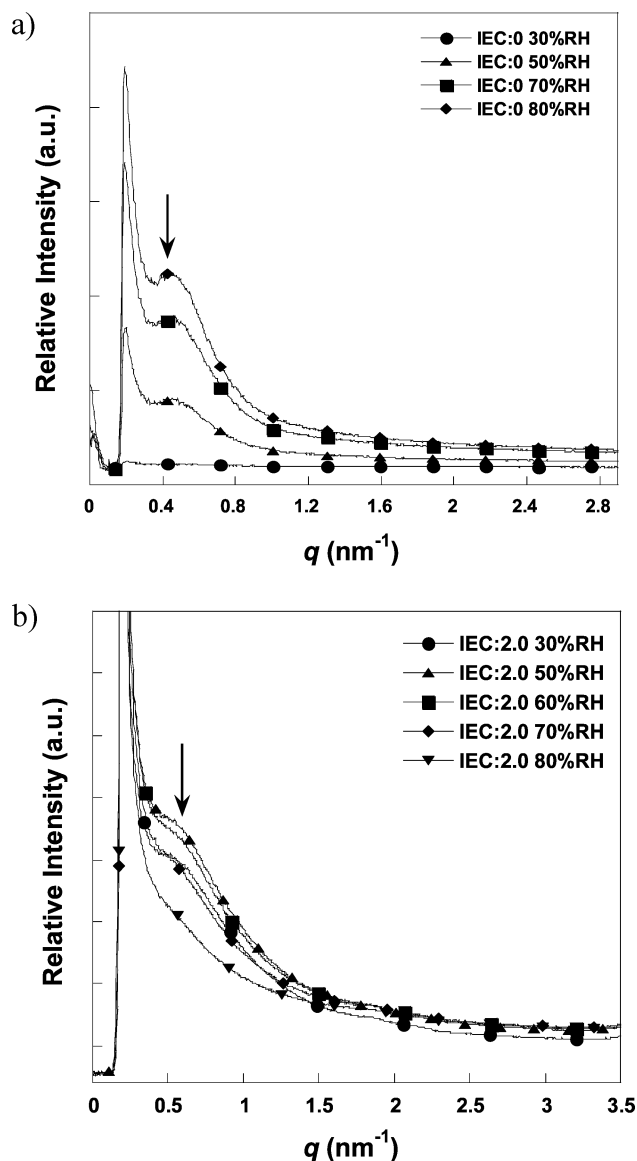 a)
IEC:0 30%RH
IEC:0 50%RH
IEC:0 70%RH
IEC:0 80%RH
Relative Intensity (a.u.)
0 0.4 0.8 1.2 1.6 2 2.4 2.8
q (nm⁻¹)
b)
IEC:2.0 30%RH
IEC:2.0 50%RH
IEC:2.0 60%RH
IEC:2.0 70%RH
IEC:2.0 80%RH
Relative Intensity (a.u.)
0 0.5 1 1.5 2 2.5 3 3.5
q (nm⁻¹)